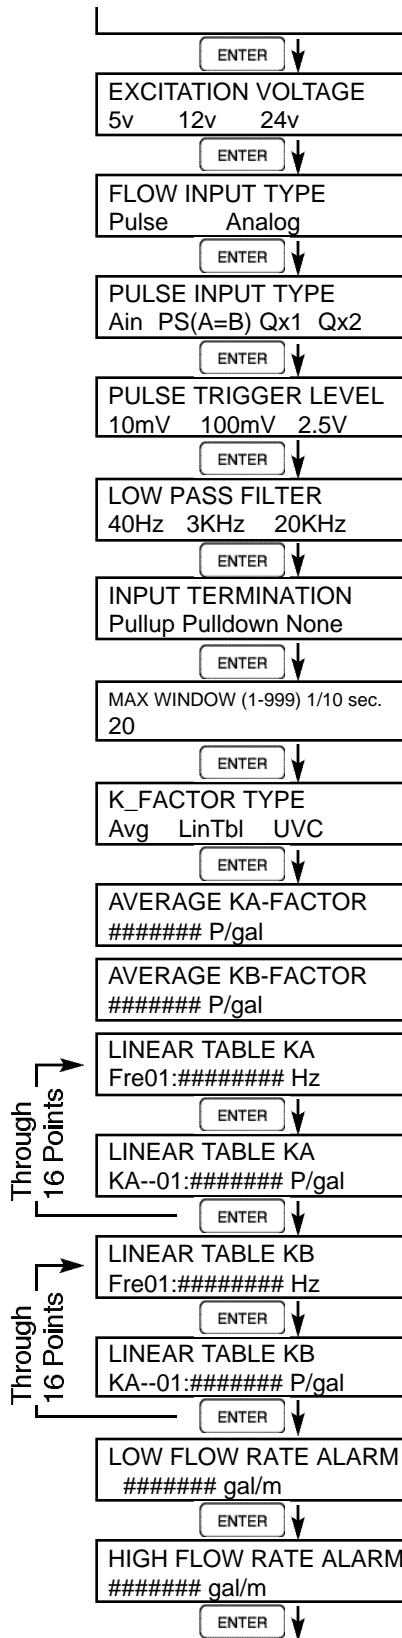 ENTER
EXCITATION VOLTAGE
5v 12v 24v
ENTER
FLOW INPUT TYPE
Pulse Analog
ENTER
PULSE INPUT TYPE
Ain PS(A=B) Qx1 Qx2
ENTER
PULSE TRIGGER LEVEL
10mV 100mV 2.5V
ENTER
LOW PASS FILTER
40Hz 3KHz 20KHz
ENTER
INPUT TERMINATION
Pullup Pulldown None
ENTER
MAX WINDOW (1-999) 1/10 sec.
20
ENTER
K_FACTOR TYPE
Avg LinTbl UVC
ENTER
AVERAGE KA-FACTOR
####### P/gal
AVERAGE KB-FACTOR
####### P/gal
Through
16 Points
LINEAR TABLE KA
Fre01:######## Hz
ENTER
LINEAR TABLE KA
KA--01:####### P/gal
ENTER
Through
16 Points
LINEAR TABLE KB
Fre01:######## Hz
ENTER
LINEAR TABLE KB
KA--01:####### P/gal
ENTER
LOW FLOW RATE ALARM
####### gal/m
ENTER
HIGH FLOW RATE ALARM
####### gal/m
ENTER